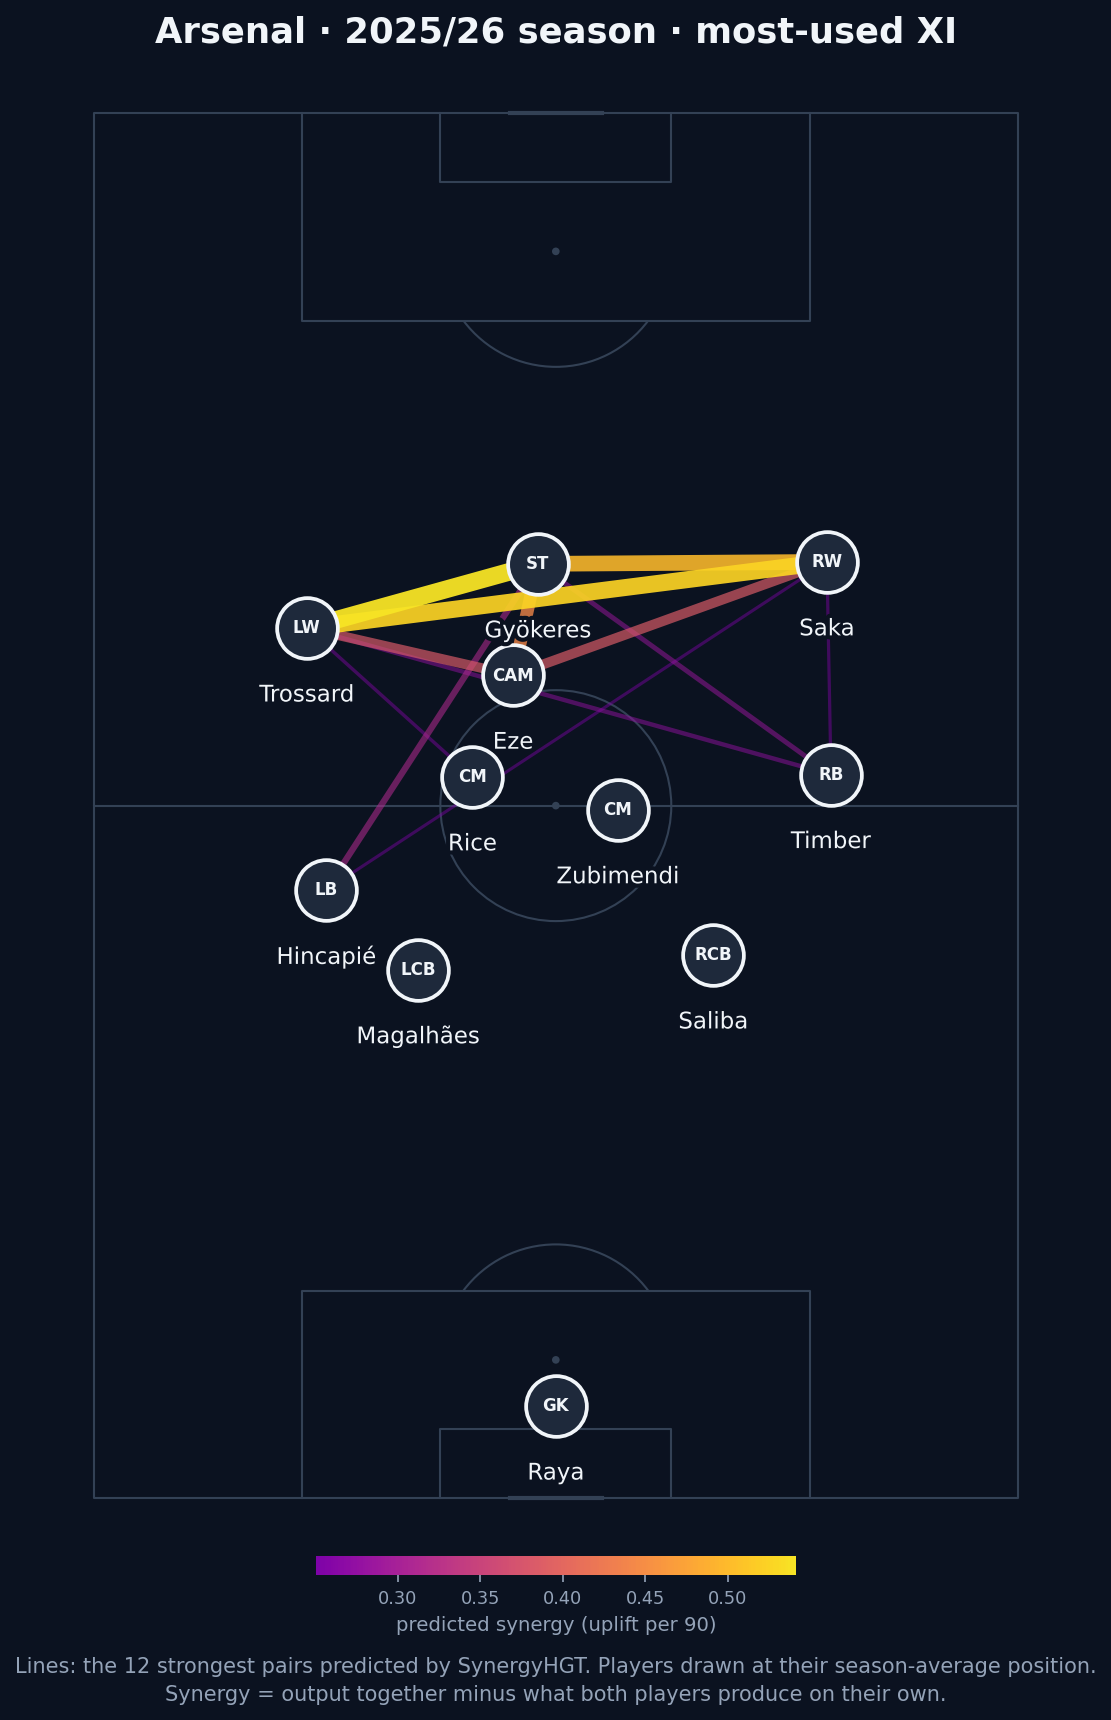 Arsenal · 2025/26 season · most-used XI
ST
RW
Gyökeres
Saka
LW
Trossard
CAM
Eze
CM
Rice
CM
Zubimendi
RB
Timber
LB
Hincapié
LCB
Magalhães
RCB
Saliba
GK
Raya
0.30 0.35 0.40 0.45 0.50
predicted synergy (uplift per 90)
Lines: the 12 strongest pairs predicted by SynergyHGT. Players drawn at their season-average position.
Synergy = output together minus what both players produce on their own.